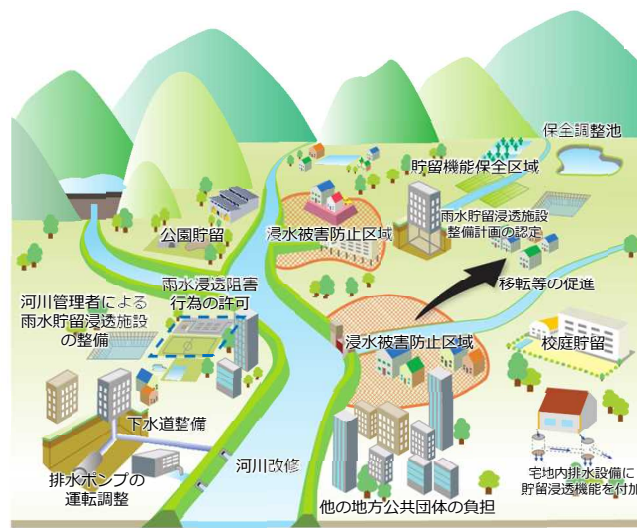 保全調整池
貯留機能保全区域
公園貯留
浸水被害防止区域
雨水貯留浸透施設
整備計画の認定
雨水浸透阻害
行為の許可
移転等の促進
河川管理者による
雨水貯留浸透施設
の整備
浸水被害防止区域
校庭貯留
下水道整備
排水ポンプの
運転調整
河川改修
他の地方公共団体の負担
宅地内排水設備に
貯留浸透機能を付加